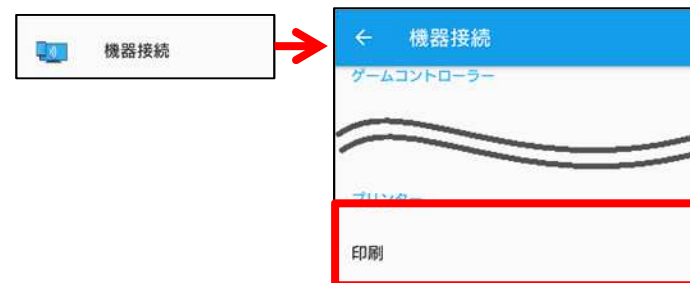 機器接続
← 機器接続
ゲームコントローラー
プリンター
印刷